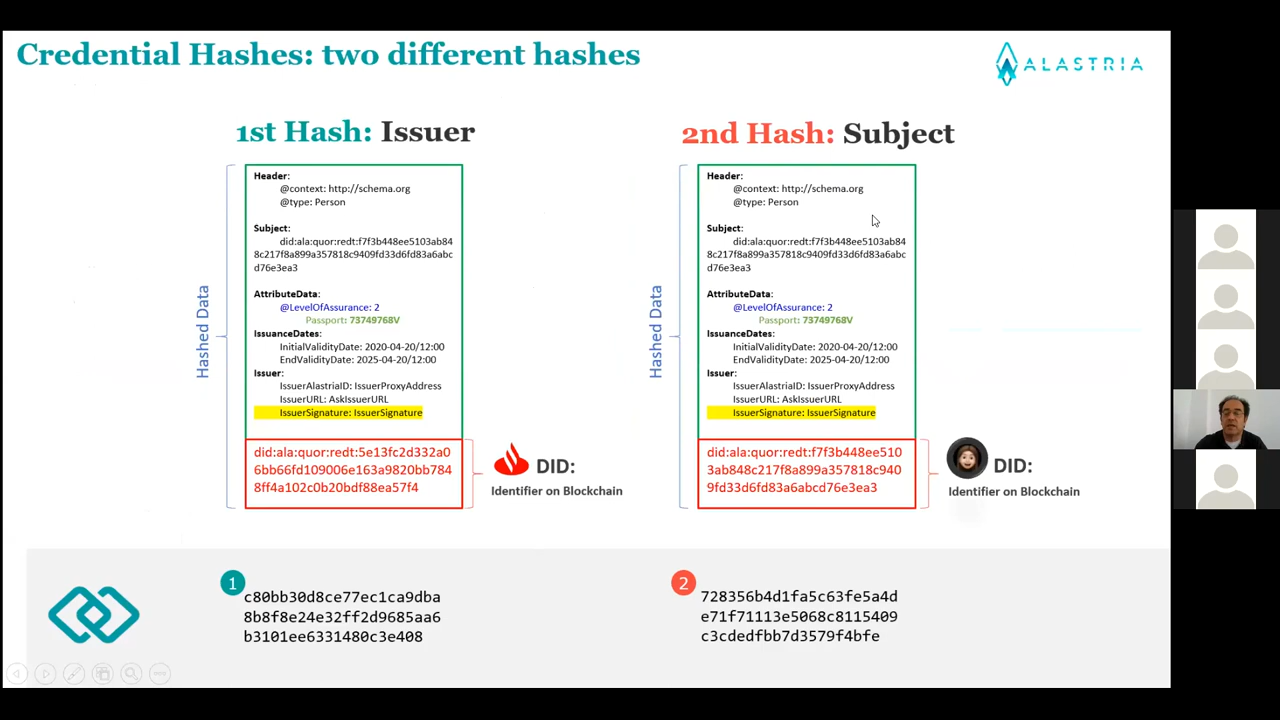 Credential Hashes: two different hashes
ALASTRIA
1st Hash: Issuer
Hashed Data
Header:
@context: http://schema.org
@type: Person
Subject:
did:ala:quor:redt:f7f3b448ee5103ab84
8c217f8a899a357818c9409fd33d6fd83a6abc
d76e3ea3
AttributeData:
@LevelOfAssurance: 2
Passport: 73749768V
IssuanceDates:
InitialValidityDate: 2020-04-20/12:00
EndValidityDate: 2025-04-20/12:00
Issuer:
IssuerAlastriaID: IssuerProxyAddress
IssuerURL: AskIssuerURL
IssuerSignature: IssuerSignature
did:ala:quor:redt:5e13fc2d332a0
6bb66fd109006e163a9820bb784
8ff4a102c0b20bdf88ea57f4
DID:
Identifier on Blockchain
2nd Hash: Subject
Hashed Data
Header:
@context: http://schema.org
@type: Person
Subject:
did:ala:quor:redt:f7f3b448ee5103ab84
8c217f8a899a357818c9409fd33d6fd83a6abc
d76e3ea3
AttributeData:
@LevelOfAssurance: 2
Passport: 73749768V
IssuanceDates:
InitialValidityDate: 2020-04-20/12:00
EndValidityDate: 2025-04-20/12:00
Issuer:
IssuerAlastriaID: IssuerProxyAddress
IssuerURL: AskIssuerURL
IssuerSignature: IssuerSignature
did:ala:quor:redt:f7f3b448ee510
3ab848c217f8a899a357818c940
9fd33d6fd83a6abcd76e3ea3
DID:
Identifier on Blockchain
1
c80bb30d8ce77ec1ca9dba
8b8f8e24e32ff2d9685aa6
b3101ee6331480c3e408
2
728356b4d1fa5c63fe5a4d
e71f71113e5068c8115409
c3cdedfbb7d3579f4bfe